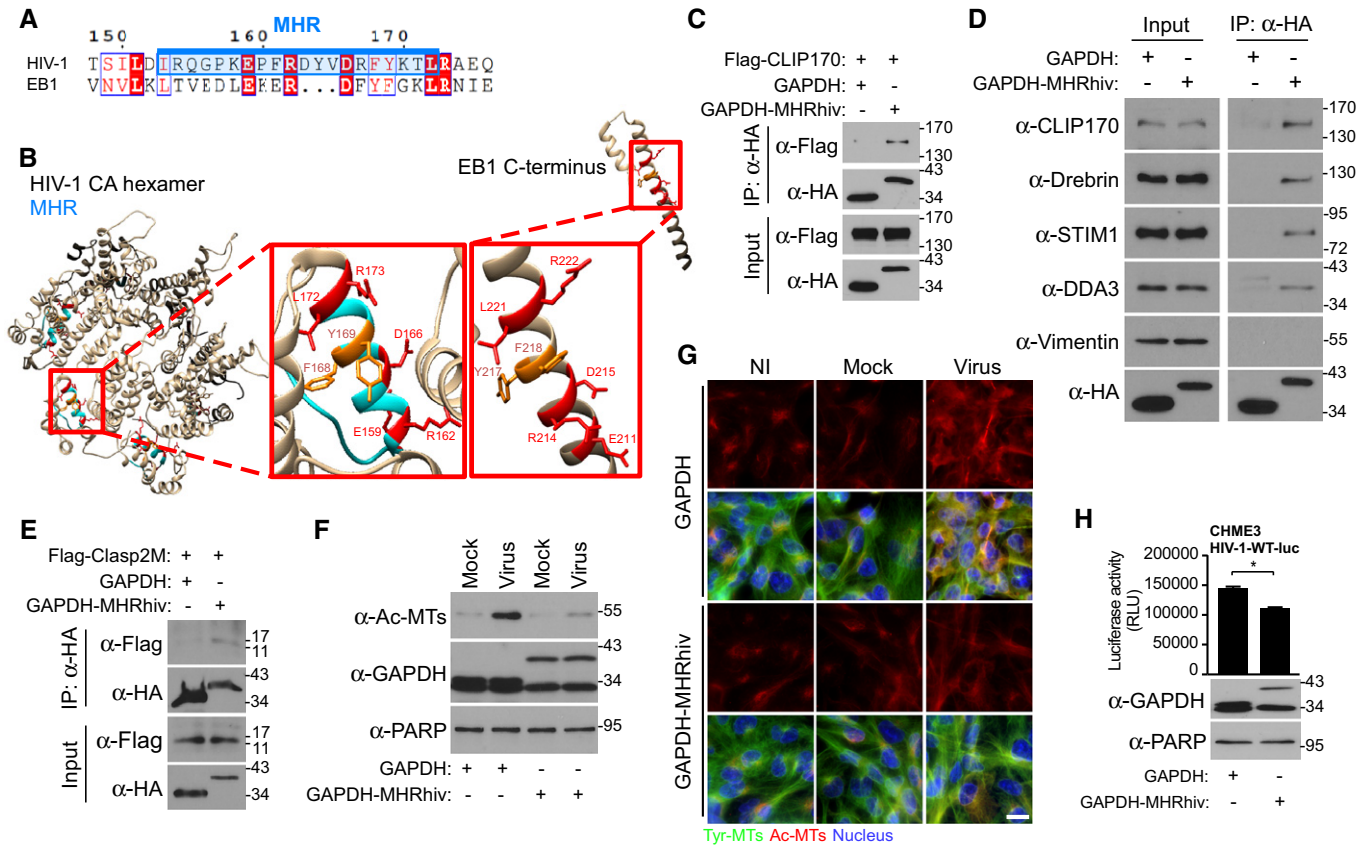 A
MHR
150 160 170
HIV-1 TSILDIRQGPKEPFRDYVDRFYKTLRAEQ
EB1 VNVLKLTVEDLEKER...DFYFGKLRNIE
B
HIV-1 CA hexamer
MHR
EB1 C-terminus
R173
L172
Y169
D166
F168
E159
R162
R222
L221
F218
Y217
D215
R214
E211
C
Flag-CLIP170: + +
GAPDH: + -
GAPDH-MHRhiv: - +
IP: α-HA
α-Flag
-170
-130
α-HA
-43
-34
Input
α-Flag
-170
-130
α-HA
-43
-34
D
Input IP: α-HA
GAPDH: + - + -
GAPDH-MHRhiv: - + - +
α-CLIP170
-170
-130
α-Drebrin
-130
α-STIM1
-95
-72
α-DDA3
-43
-34
α-Vimentin
-55
α-HA
-43
-34
E
Flag-Clasp2M: + +
GAPDH: + -
GAPDH-MHRhiv: - +
IP: α-HA
α-Flag
-17
-11
α-HA
-43
-34
Input
α-Flag
-17
-11
α-HA
-43
-34
F
Mock Virus Mock Virus
α-Ac-MTs
-55
α-GAPDH
-43
-34
α-PARP
-95
GAPDH: + + - -
GAPDH-MHRhiv: - - + +
G
NI Mock Virus
GAPDH
GAPDH-MHRhiv
Tyr-MTs Ac-MTs Nucleus
H
CHME3
HIV-1-WT-luc
*
Luciferase activity
(RLU)
200000
150000
100000
50000
0
α-GAPDH
-43
-34
α-PARP
-95
GAPDH: + -
GAPDH-MHRhiv: - +